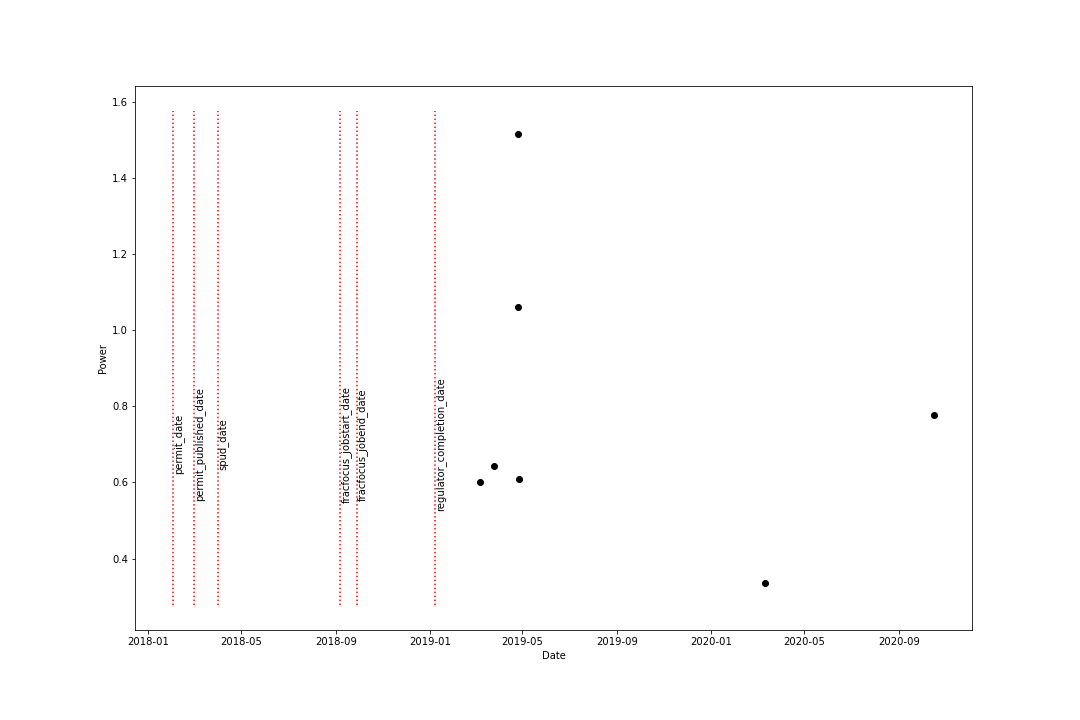 1.6
1.4
1.2
1.0
0.8
0.6
0.4
Power
permit_date
permit_published_date
spud_date
fracfocus_jobstart_date
fracfocus_jobend_date
regulator_completion_date
2018-01
2018-05
2018-09
2019-01
2019-05
2019-09
2020-01
2020-05
2020-09
Date